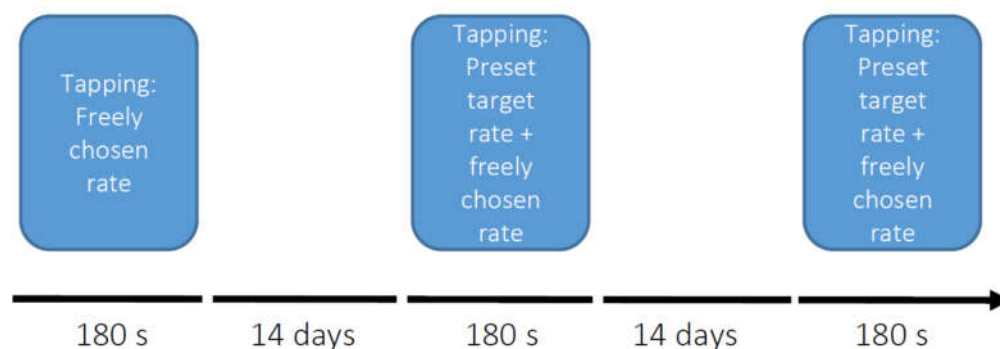 Tapping:
Freely
chosen
rate
Tapping:
Preset
target
rate +
freely
chosen
rate
Tapping:
Preset
target
rate +
freely
chosen
rate
180 s
14 days
180 s
14 days
180 s